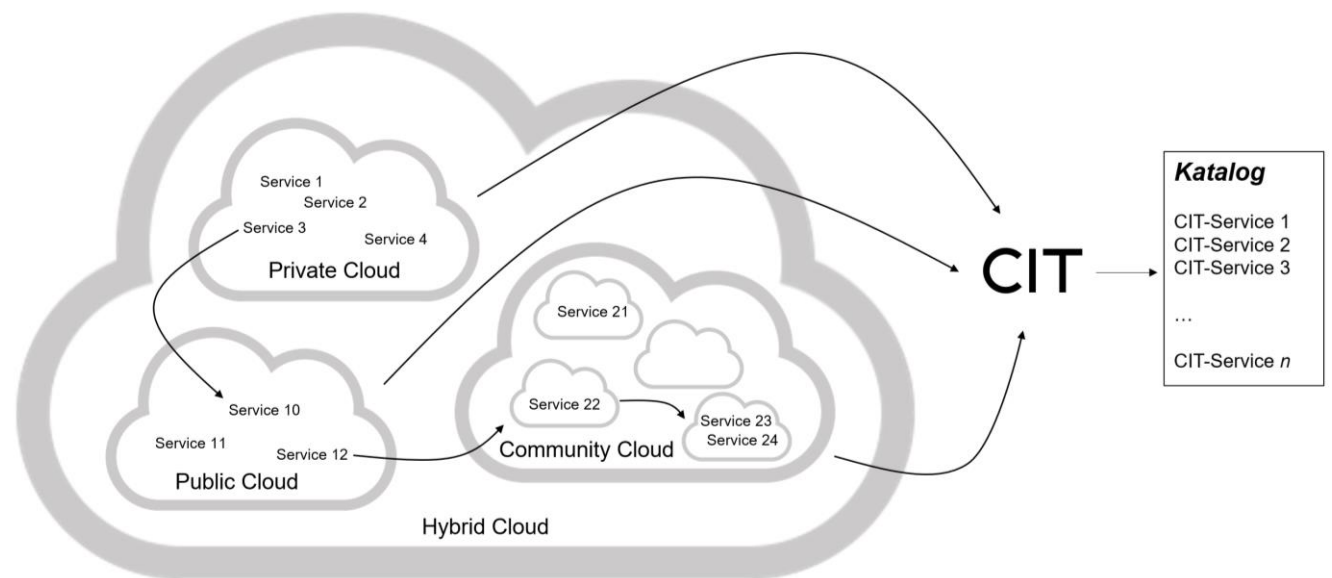 Service 1
Service 2
Service 3
Service 4
Private Cloud
Service 10
Service 11
Service 12
Public Cloud
Service 21
Service 22
Service 23
Service 24
Community Cloud
Hybrid Cloud
CIT
Katalog
CIT-Service 1
CIT-Service 2
CIT-Service 3
...
CIT-Service n